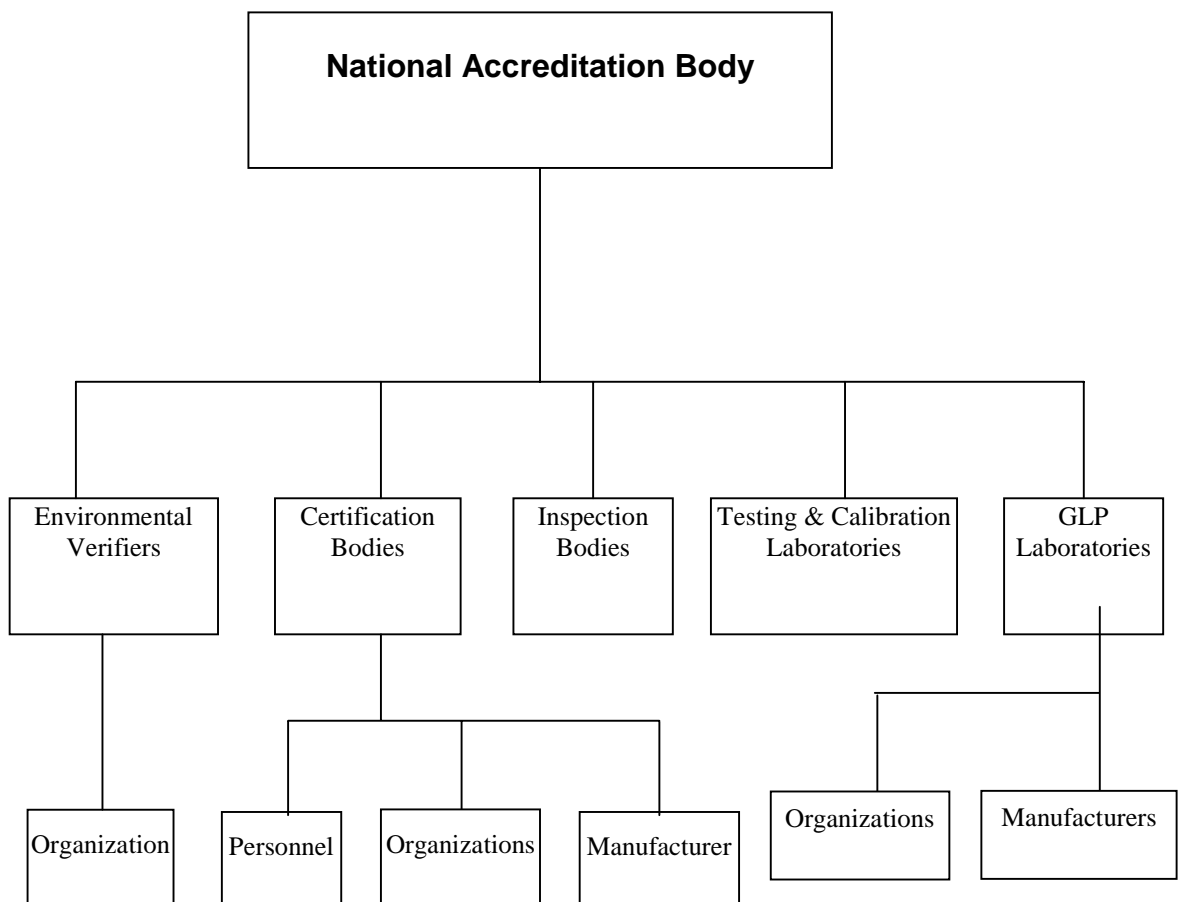 National Accreditation Body
Environmental
Verifiers
Certification
Bodies
Inspection
Bodies
Testing & Calibration
Laboratories
GLP
Laboratories
Organization
Personnel
Organizations
Manufacturer
Organizations
Manufacturers